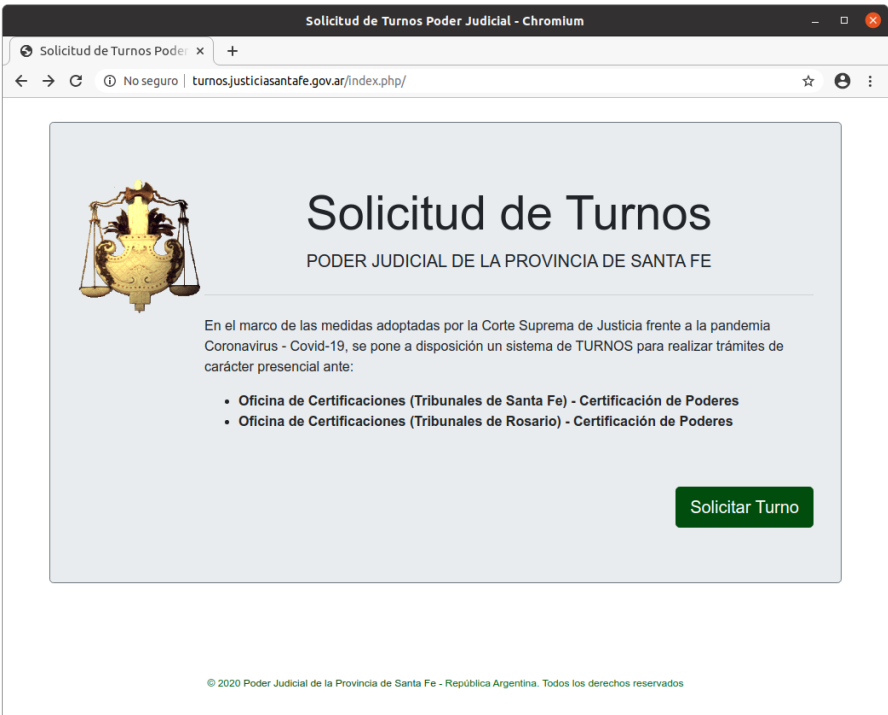 Solicitud de Turnos Poder Judicial - Chromium
Solicitud de Turnos Poder
No seguro | turnos.justiciasantafe.gov.ar/index.php/
Solicitud de Turnos
PODER JUDICIAL DE LA PROVINCIA DE SANTA FE
En el marco de las medidas adoptadas por la Corte Suprema de Justicia frente a la pandemia
Coronavirus - Covid-19, se pone a disposición un sistema de TURNOS para realizar trámites de
carácter presencial ante:
• Oficina de Certificaciones (Tribunales de Santa Fe) - Certificación de Poderes
• Oficina de Certificaciones (Tribunales de Rosario) - Certificación de Poderes
Solicitar Turno
© 2020 Poder Judicial de la Provincia de Santa Fe - República Argentina. Todos los derechos reservados